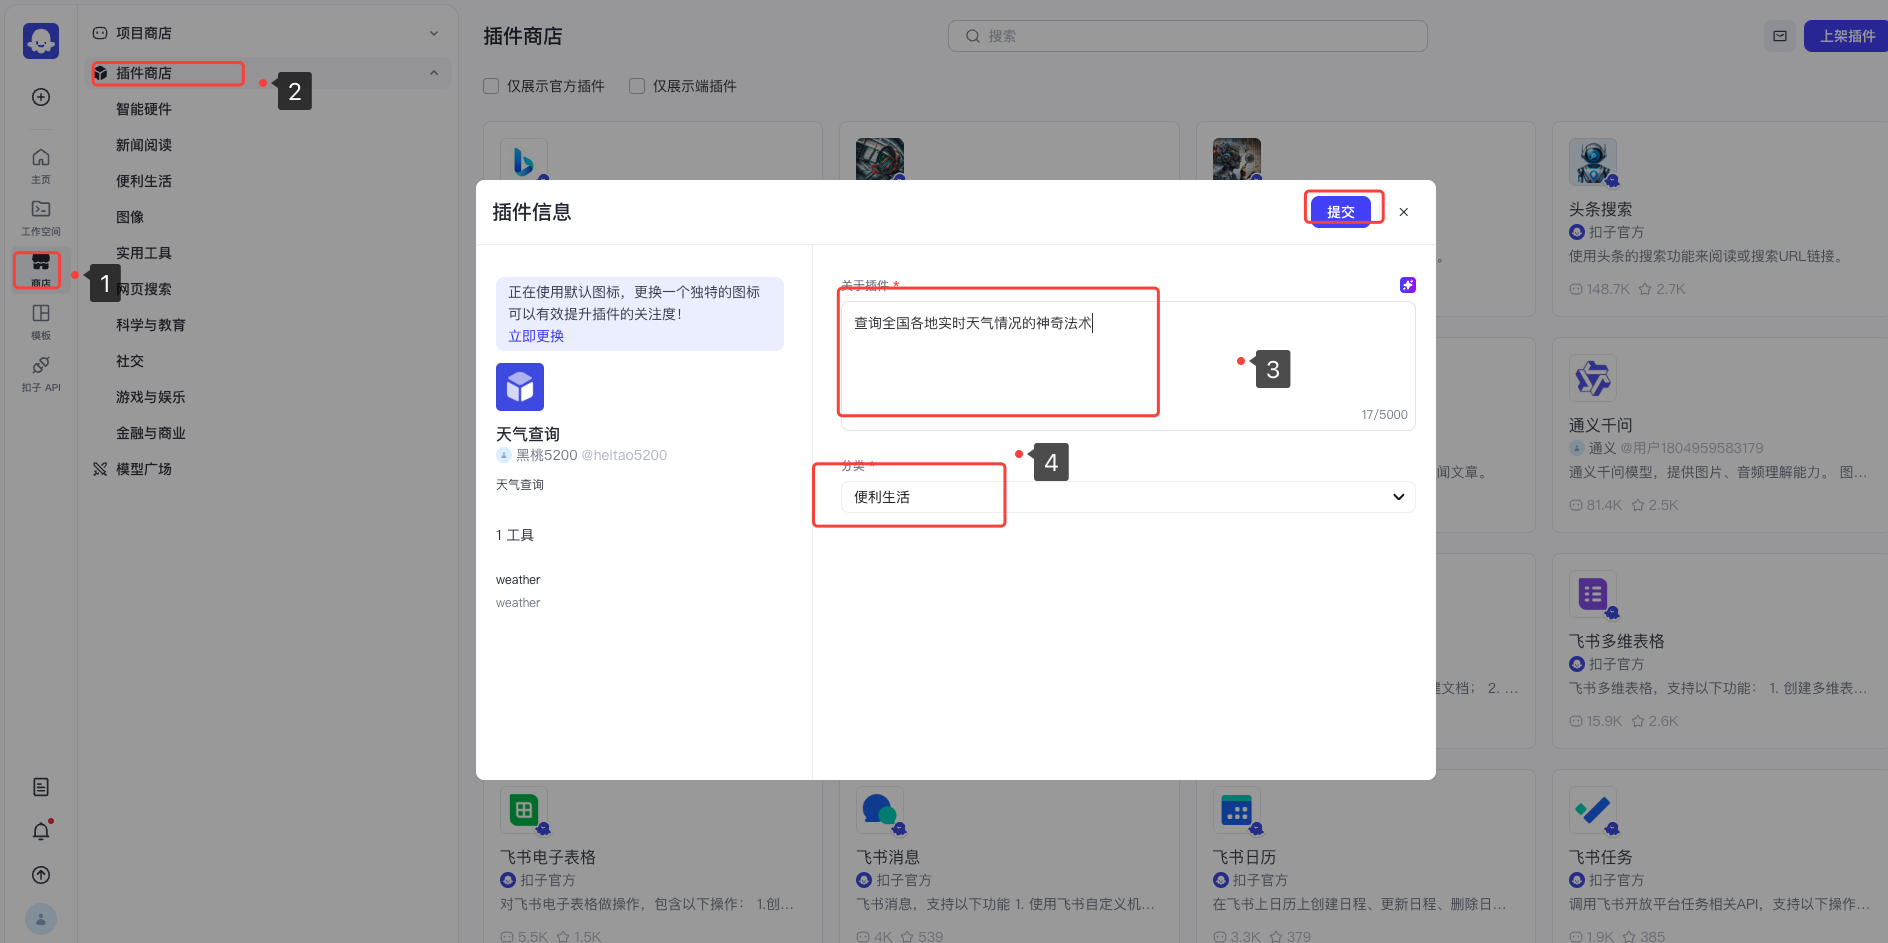 主页
工作空间
商店
模板
扣子 API
项目商店
插件商店
智能硬件
新闻阅读
便利生活
图像
实用工具
网页搜索
科学与教育
社交
游戏与娱乐
金融与商业
模型广场
1
2
插件商店
搜索
上架插件
仅展示官方插件
仅展示端插件
插件信息
提交
正在使用默认图标，更换一个独特的图标
可以有效提升插件的关注度！
立即更换
天气查询
黑桃5200 @heitao5200
天气查询
1 工具
weather
weather
关于插件 *
查询全国各地实时天气情况的神奇法术
17/5000
3
分类 *
4
便利生活
头条搜索
扣子官方
使用头条的搜索功能来阅读或搜索URL链接。
148.7K 2.7K
通义千问
通义 @用户1804959583179
闻文章。
通义千问模型，提供图片、音频理解能力。 图...
81.4K 2.5K
飞书多维表格
扣子官方
建文档； 2. ...
飞书多维表格，支持以下功能： 1. 创建多维表...
15.9K 2.6K
飞书电子表格
扣子官方
对飞书电子表格做操作，包含以下操作： 1.创...
5.5K 1.5K
飞书消息
扣子官方
飞书消息，支持以下功能 1. 使用飞书自定义机...
4K 539
飞书日历
扣子官方
在飞书上日历上创建日程、更新日程、删除日...
3.3K 379
飞书任务
扣子官方
调用飞书开放平台任务相关API，支持以下操作...
1.9K 385